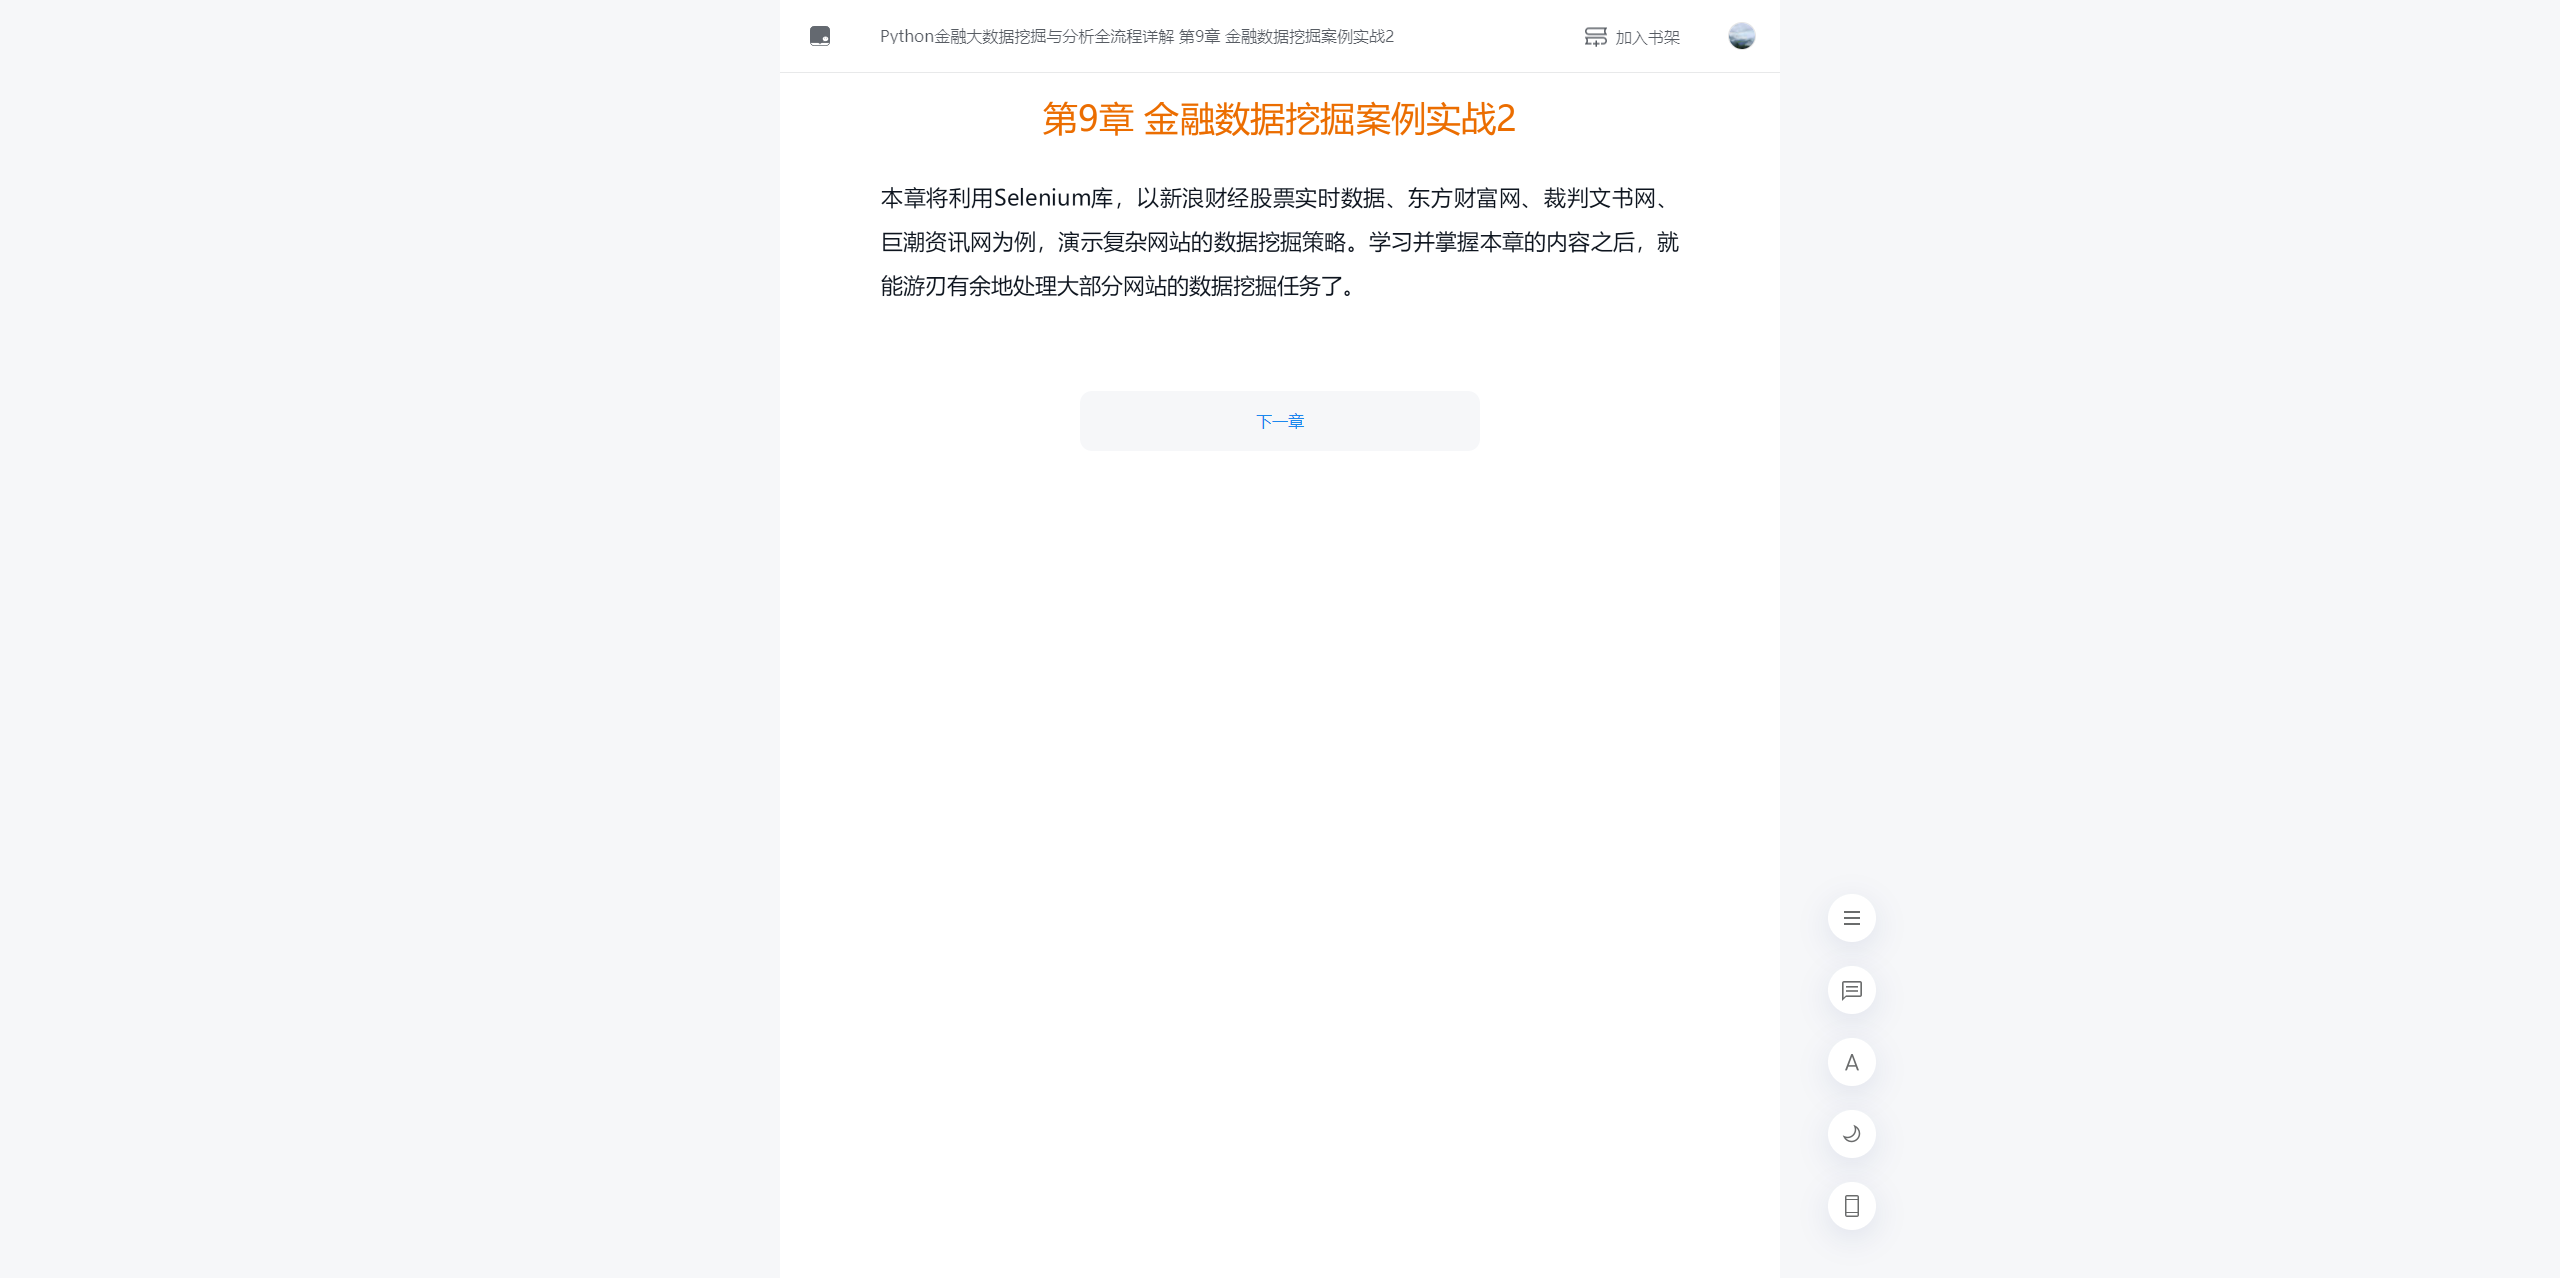 Python金融大数据挖掘与分析全流程详解 第9章 金融数据挖掘案例实战2
加入书架
第9章 金融数据挖掘案例实战2
本章将利用Selenium库，以新浪财经股票实时数据、东方财富网、裁判文书网、
巨潮资讯网为例，演示复杂网站的数据挖掘策略。学习并掌握本章的内容之后，就
能游刃有余地处理大部分网站的数据挖掘任务了。
下一章
A